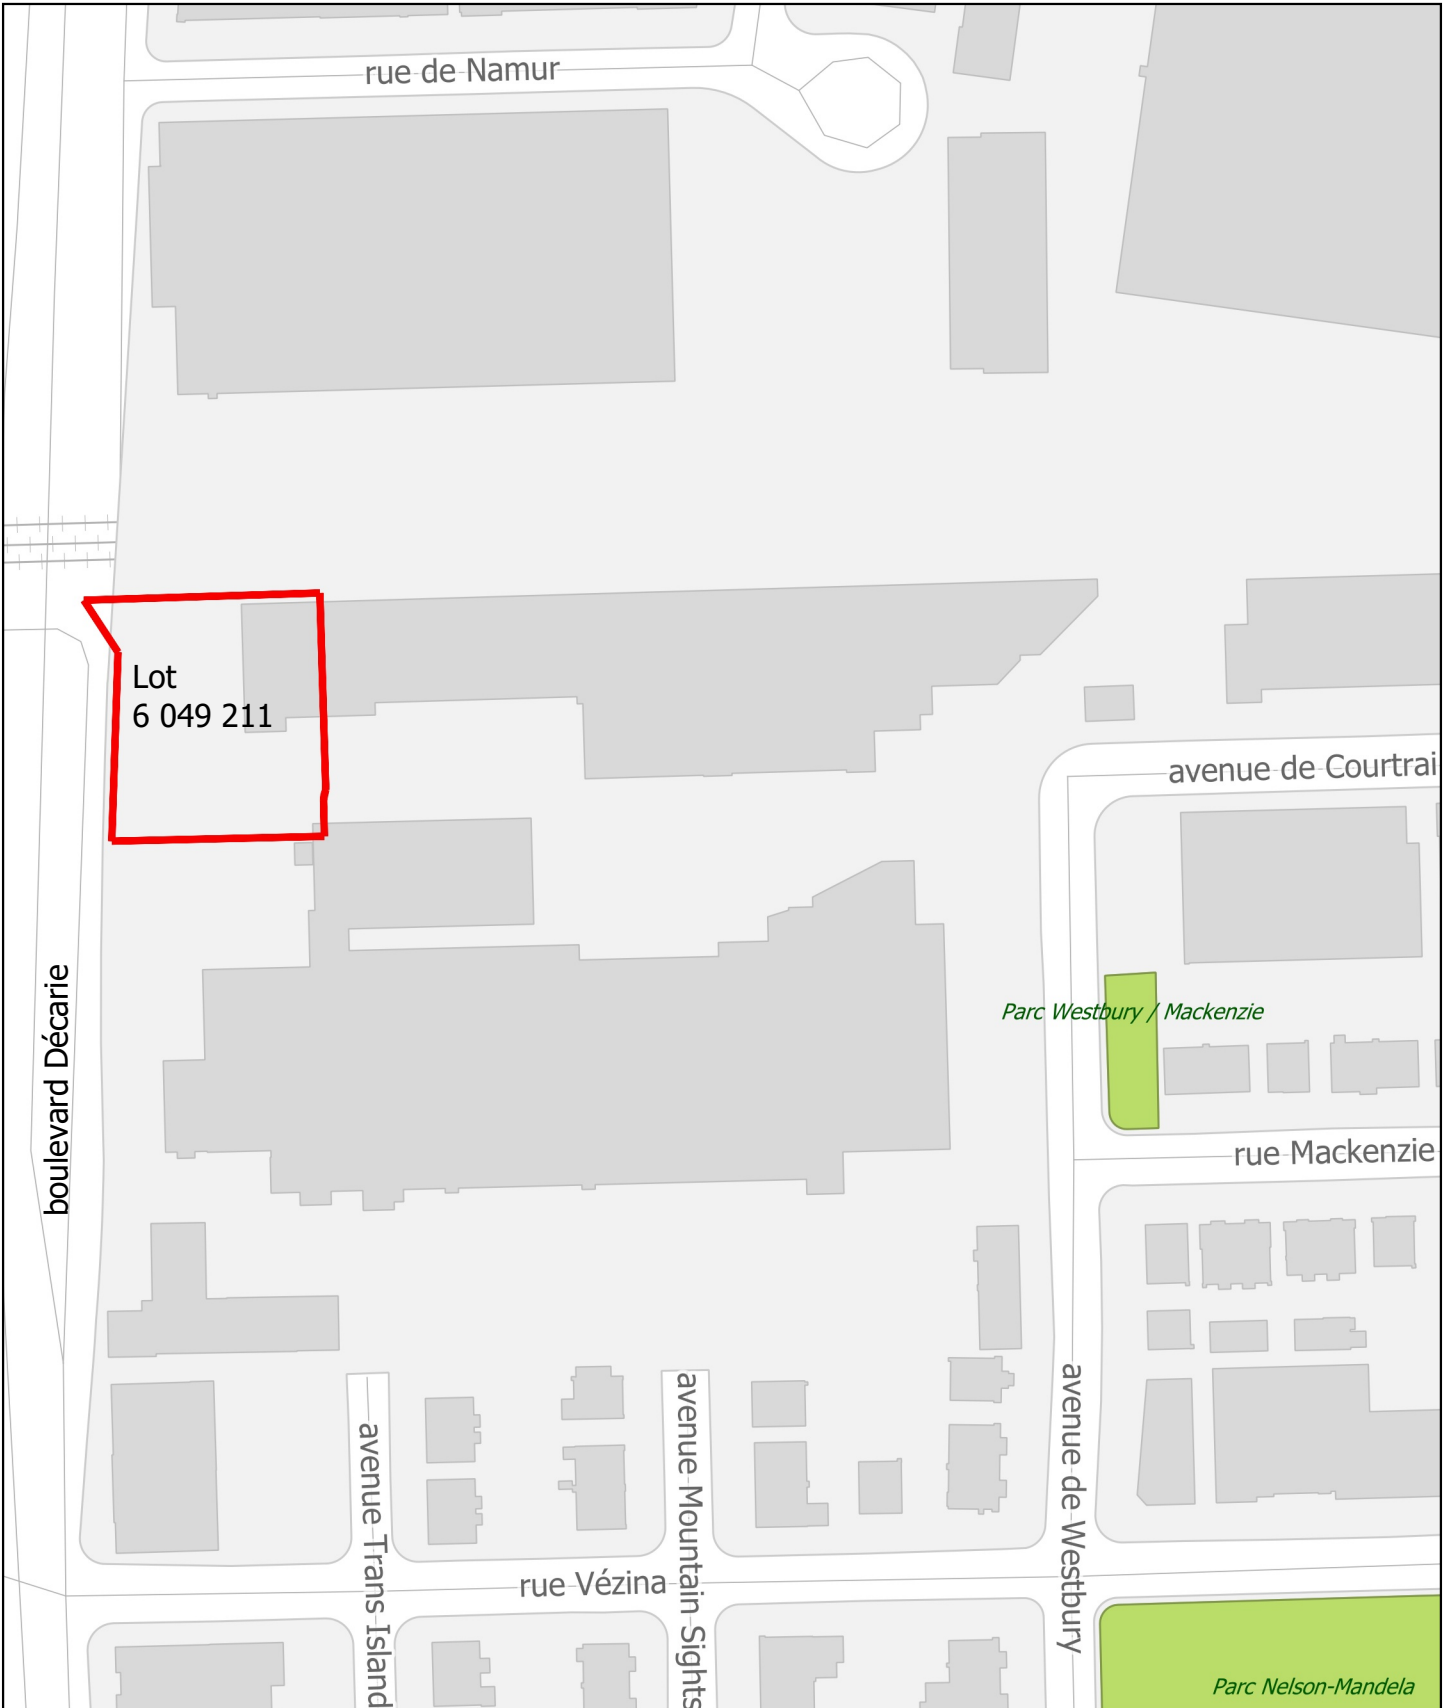 rue de Namur
Lot
6 049 211
avenue de Courtrai
boulevard Décarie
Parc Westbury / Mackenzie
rue Mackenzie
avenue Trans-Island
avenue Mountain-Sights
avenue de Westbury
rue Vézina
Parc Nelson-Mandela